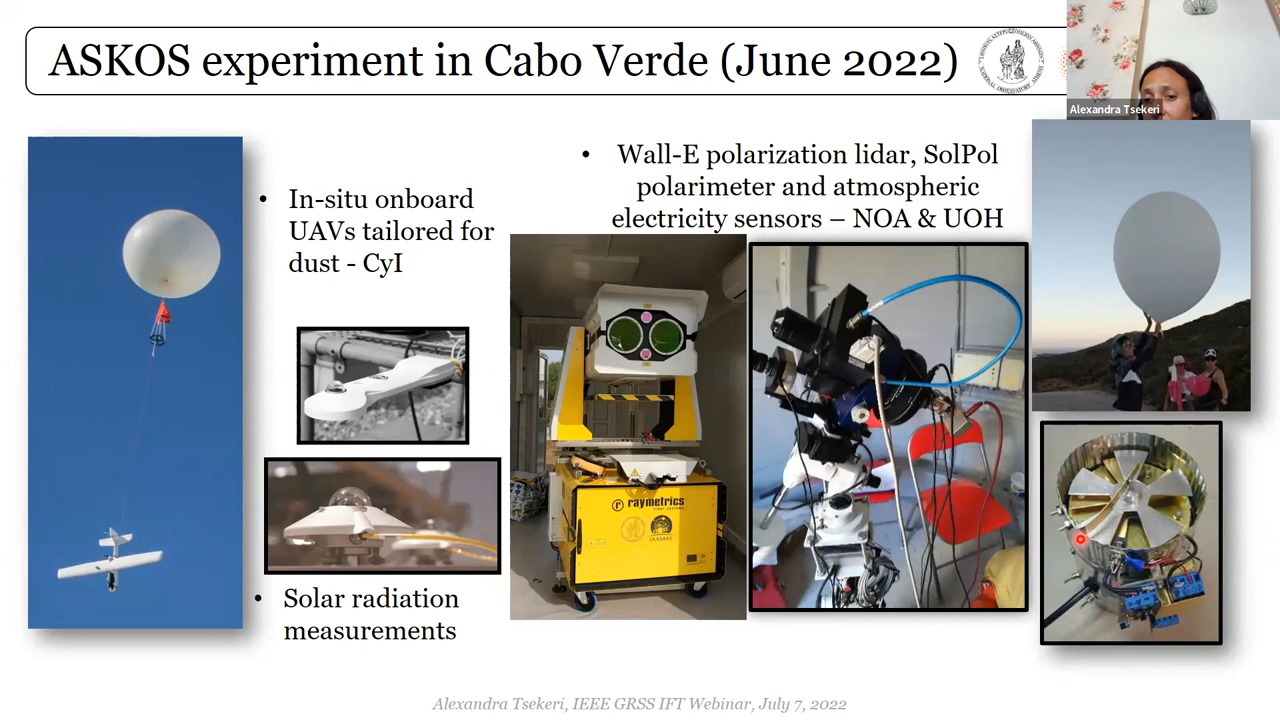 ASKOS experiment in Cabo Verde (June 2022)
Alexandra Tsekeri
• In-situ onboard
UAVs tailored for
dust - CyI
• Wall-E polarization lidar, SolPol
polarimeter and atmospheric
electricity sensors – NOA & UOH
raymetrics
IAASARS
• Solar radiation
measurements
Alexandra Tsekeri, IEEE GRSS IFT Webinar, July 7, 2022